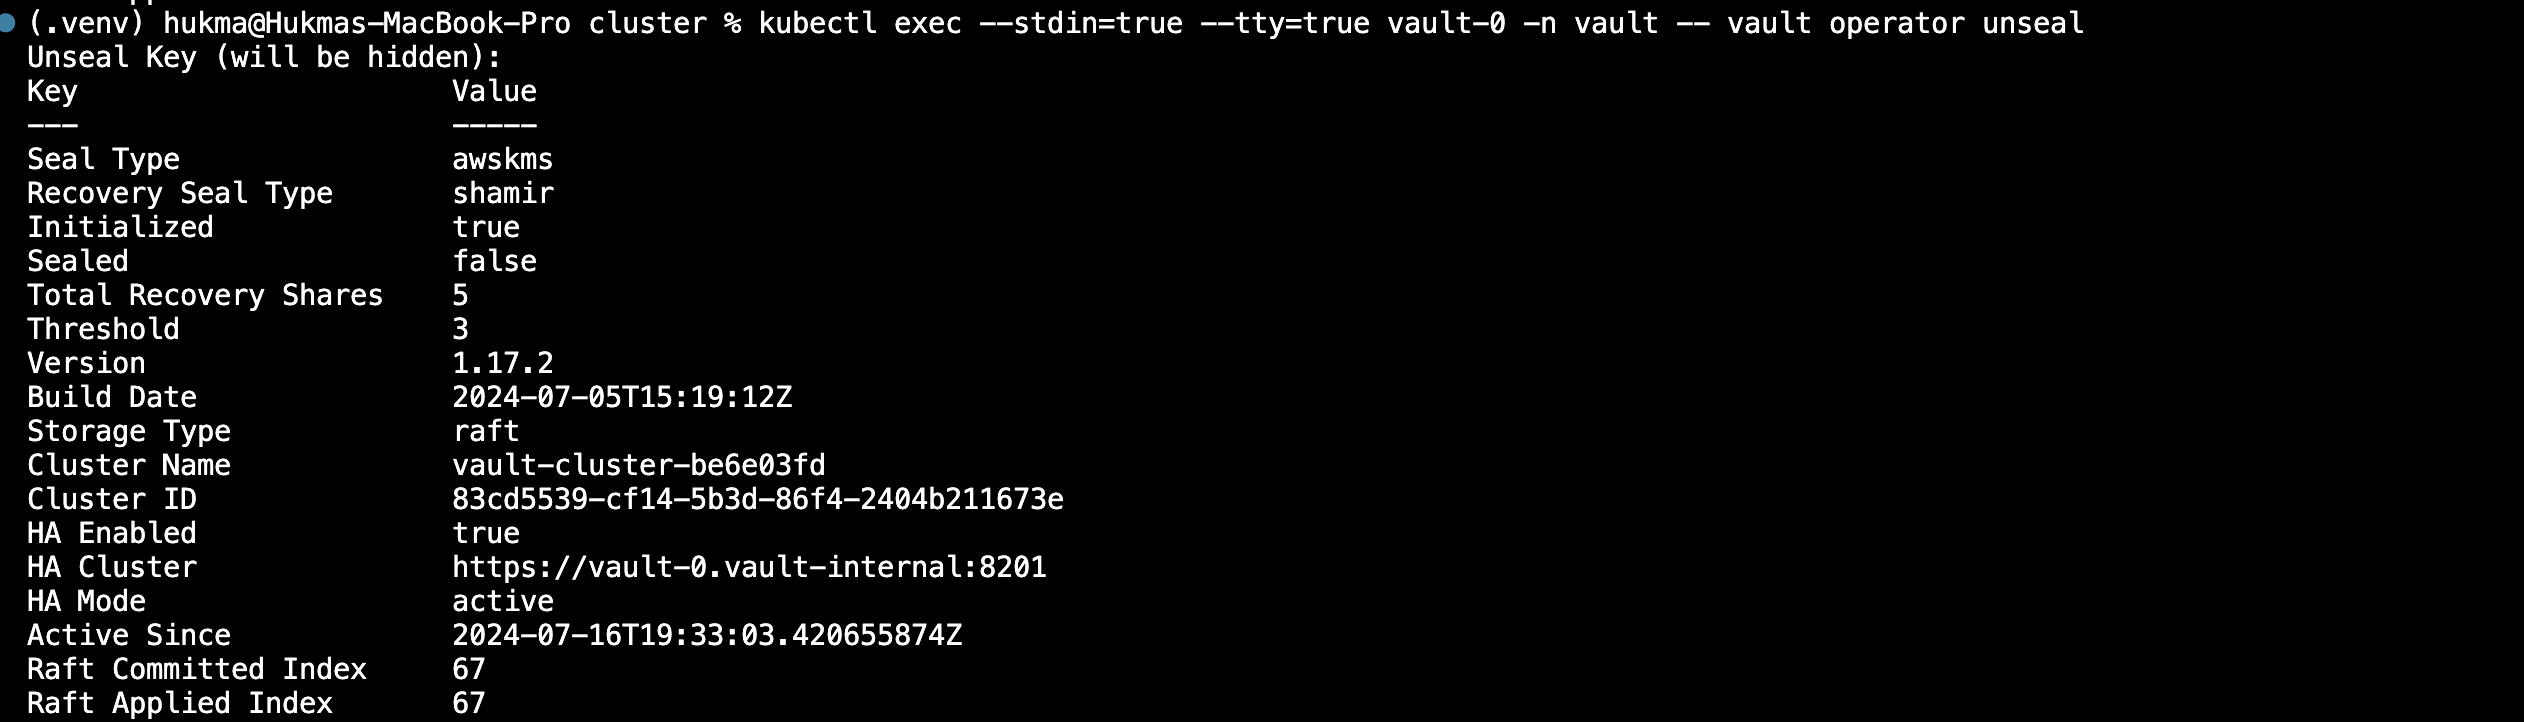 (.venv) hukma@Hukmas-MacBook-Pro cluster % kubectl exec --stdin=true --tty=true vault-0 -n vault -- vault operator unseal
Unseal Key (will be hidden):
Key                      Value
---                      -----
Seal Type                awskms
Recovery Seal Type       shamir
Initialized              true
Sealed                   false
Total Recovery Shares    5
Threshold                3
Version                  1.17.2
Build Date               2024-07-05T15:19:12Z
Storage Type             raft
Cluster Name             vault-cluster-be6e03fd
Cluster ID               83cd5539-cf14-5b3d-86f4-2404b211673e
HA Enabled               true
HA Cluster               https://vault-0.vault-internal:8201
HA Mode                  active
Active Since             2024-07-16T19:33:03.420655874Z
Raft Committed Index     67
Raft Applied Index       67